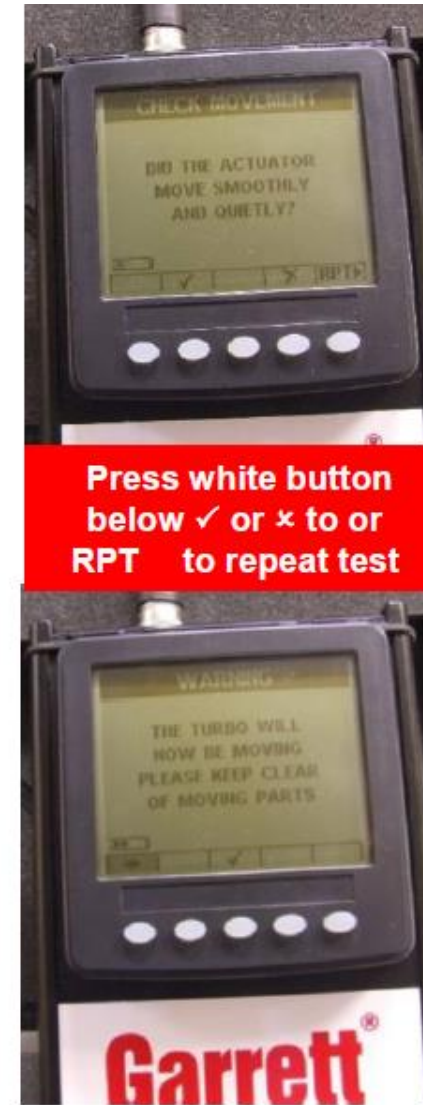 CHECK MOVEMENT
DID THE ACTUATOR
MOVE SMOOTHLY
AND QUIETLY?
✓ × RPT
Press white button
below ✓ or × to or
RPT to repeat test
WARNING
THE TURBO WILL
NOW BE MOVING
PLEASE KEEP CLEAR
OF MOVING PARTS
✓
®
Garrett®